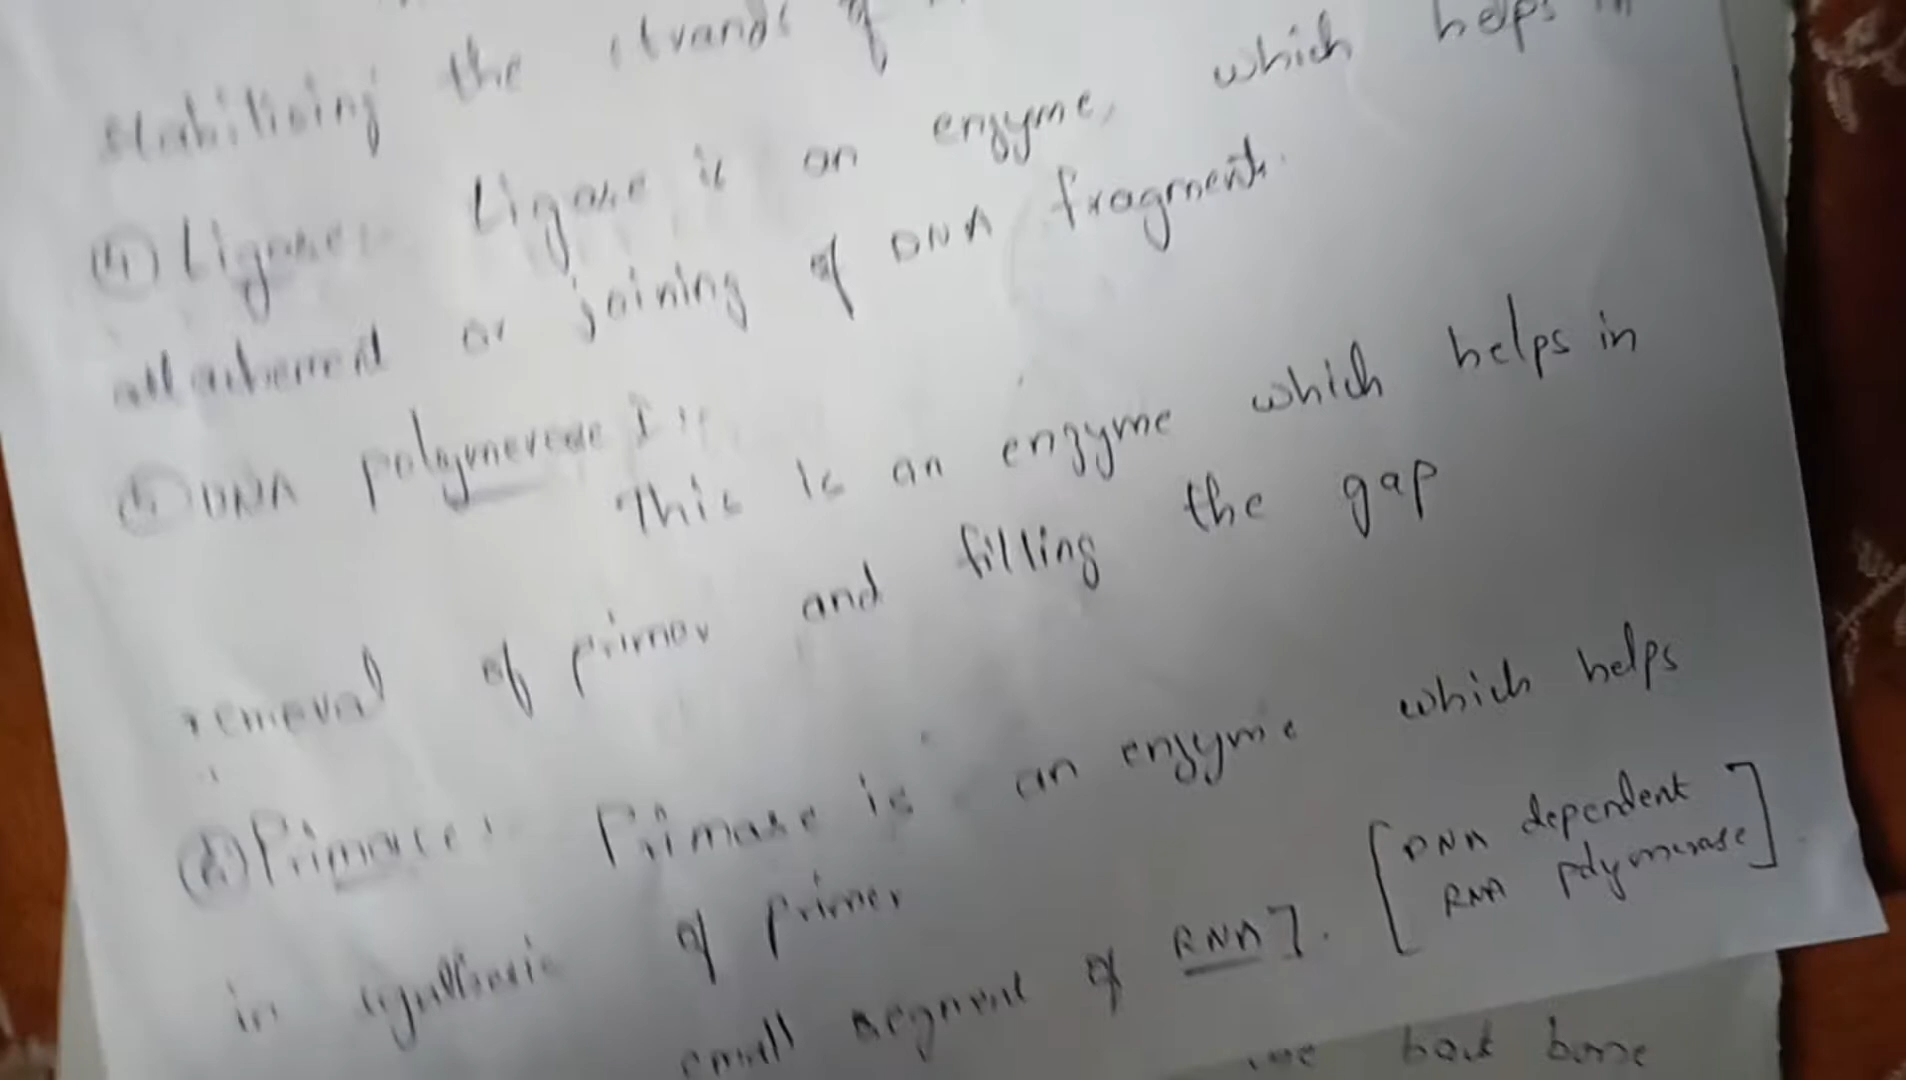 stabilising the strands of
(4) Ligase: Ligase is an enzyme, which helps in
attachement or joining of DNA fragments.
(5) DNA polymerase I :-
This is an enzyme which helps in
removal of primer and filling the gap
(6) Primase: Primase is an enzyme which helps
in synthesis of primer
small segment of RNA]. [DNA dependent
RNA polymerase].
back bone